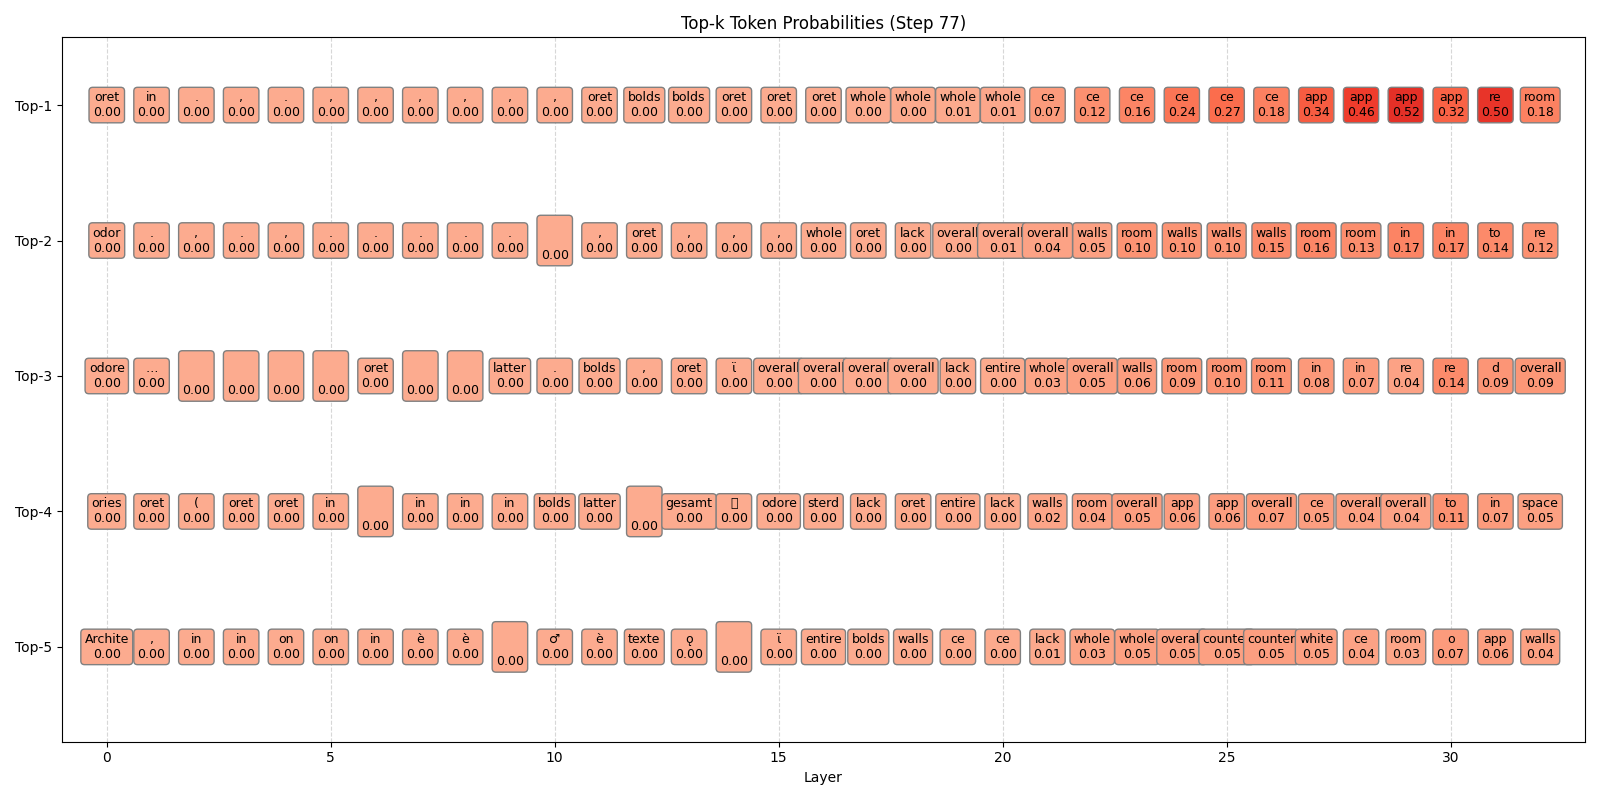 Top-k Token Probabilities (Step 77)
Top-1
oret in . , . , , , , , , oret bolds bolds oret oret oret whole whole whole whole ce ce ce ce ce ce app app app app re room
0.00 0.00 0.00 0.00 0.00 0.00 0.00 0.00 0.00 0.00 0.00 0.00 0.00 0.00 0.00 0.00 0.00 0.00 0.00 0.01 0.01 0.07 0.12 0.16 0.24 0.27 0.18 0.34 0.46 0.52 0.32 0.50 0.18
Top-2
odor . , . , . . . . . , oret , , , whole oret lack overall overall overall walls room walls walls walls room room in in to re
0.00 0.00 0.00 0.00 0.00 0.00 0.00 0.00 0.00 0.00 0.00 0.00 0.00 0.00 0.00 0.00 0.00 0.00 0.00 0.00 0.01 0.04 0.05 0.10 0.10 0.10 0.15 0.16 0.13 0.17 0.17 0.14 0.12
Top-3
odore ... oret latter . bolds , oret ϊ overall overall overall overall lack entire whole overall walls room room room in in re re d overall
0.00 0.00 0.00 0.00 0.00 0.00 0.00 0.00 0.00 0.00 0.00 0.00 0.00 0.00 0.00 0.00 0.00 0.00 0.00 0.00 0.00 0.03 0.05 0.06 0.09 0.10 0.11 0.08 0.07 0.04 0.14 0.09 0.09
Top-4
ories oret ( oret oret in in in in bolds latter gesamt odore sterd lack oret entire lack walls room overall app app overall ce overall overall to in space
0.00 0.00 0.00 0.00 0.00 0.00 0.00 0.00 0.00 0.00 0.00 0.00 0.00 0.00 0.00 0.00 0.00 0.00 0.00 0.00 0.00 0.02 0.04 0.05 0.06 0.06 0.07 0.05 0.04 0.04 0.11 0.07 0.05
Top-5
Archite , in in on on in è è ♂ è texte ϙ ϊ entire bolds walls ce ce lack whole whole overall counte counter white ce room o app walls
0.00 0.00 0.00 0.00 0.00 0.00 0.00 0.00 0.00 0.00 0.00 0.00 0.00 0.00 0.00 0.00 0.00 0.00 0.00 0.00 0.00 0.01 0.03 0.05 0.05 0.05 0.05 0.05 0.04 0.03 0.07 0.06 0.04
0 5 10 15 20 25 30
Layer